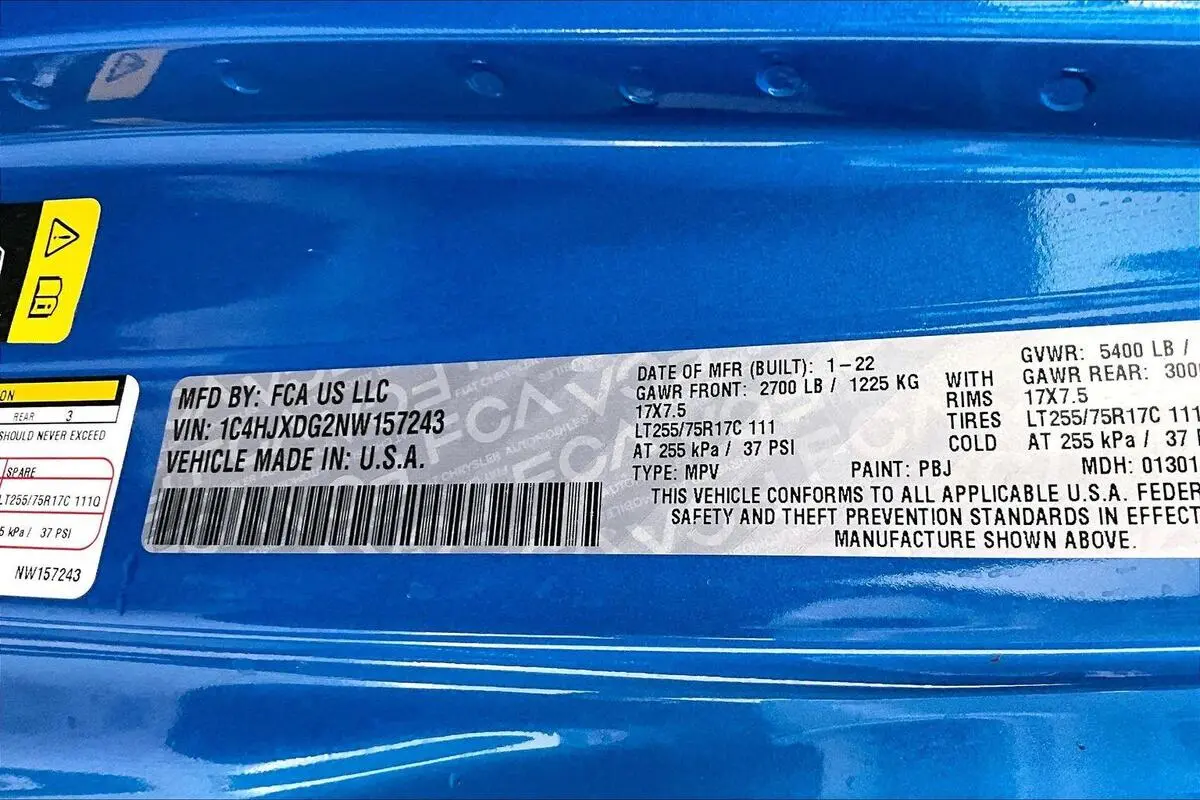 ON
REAR 3
SHOULD NEVER EXCEED
SPARE
LT255/75R17C 111Q
5 kPa / 37 PSI
NW157243
MFD BY: FCA US LLC
VIN: 1C4HJXDG2NW157243
VEHICLE MADE IN: U.S.A.
DATE OF MFR (BUILT): 1-22
GAWR FRONT: 2700 LB / 1225 KG
17X7.5
LT255/75R17C 111
AT 255 kPa / 37 PSI
WITH
RIMS
TIRES
COLD
GVWR: 5400 LB /
GAWR REAR: 300
17X7.5
LT255/75R17C 111
AT 255 kPa / 37
TYPE: MPV PAINT: PBJ MDH: 01301
THIS VEHICLE CONFORMS TO ALL APPLICABLE U.S.A. FEDER
SAFETY AND THEFT PREVENTION STANDARDS IN EFFECT
MANUFACTURE SHOWN ABOVE.